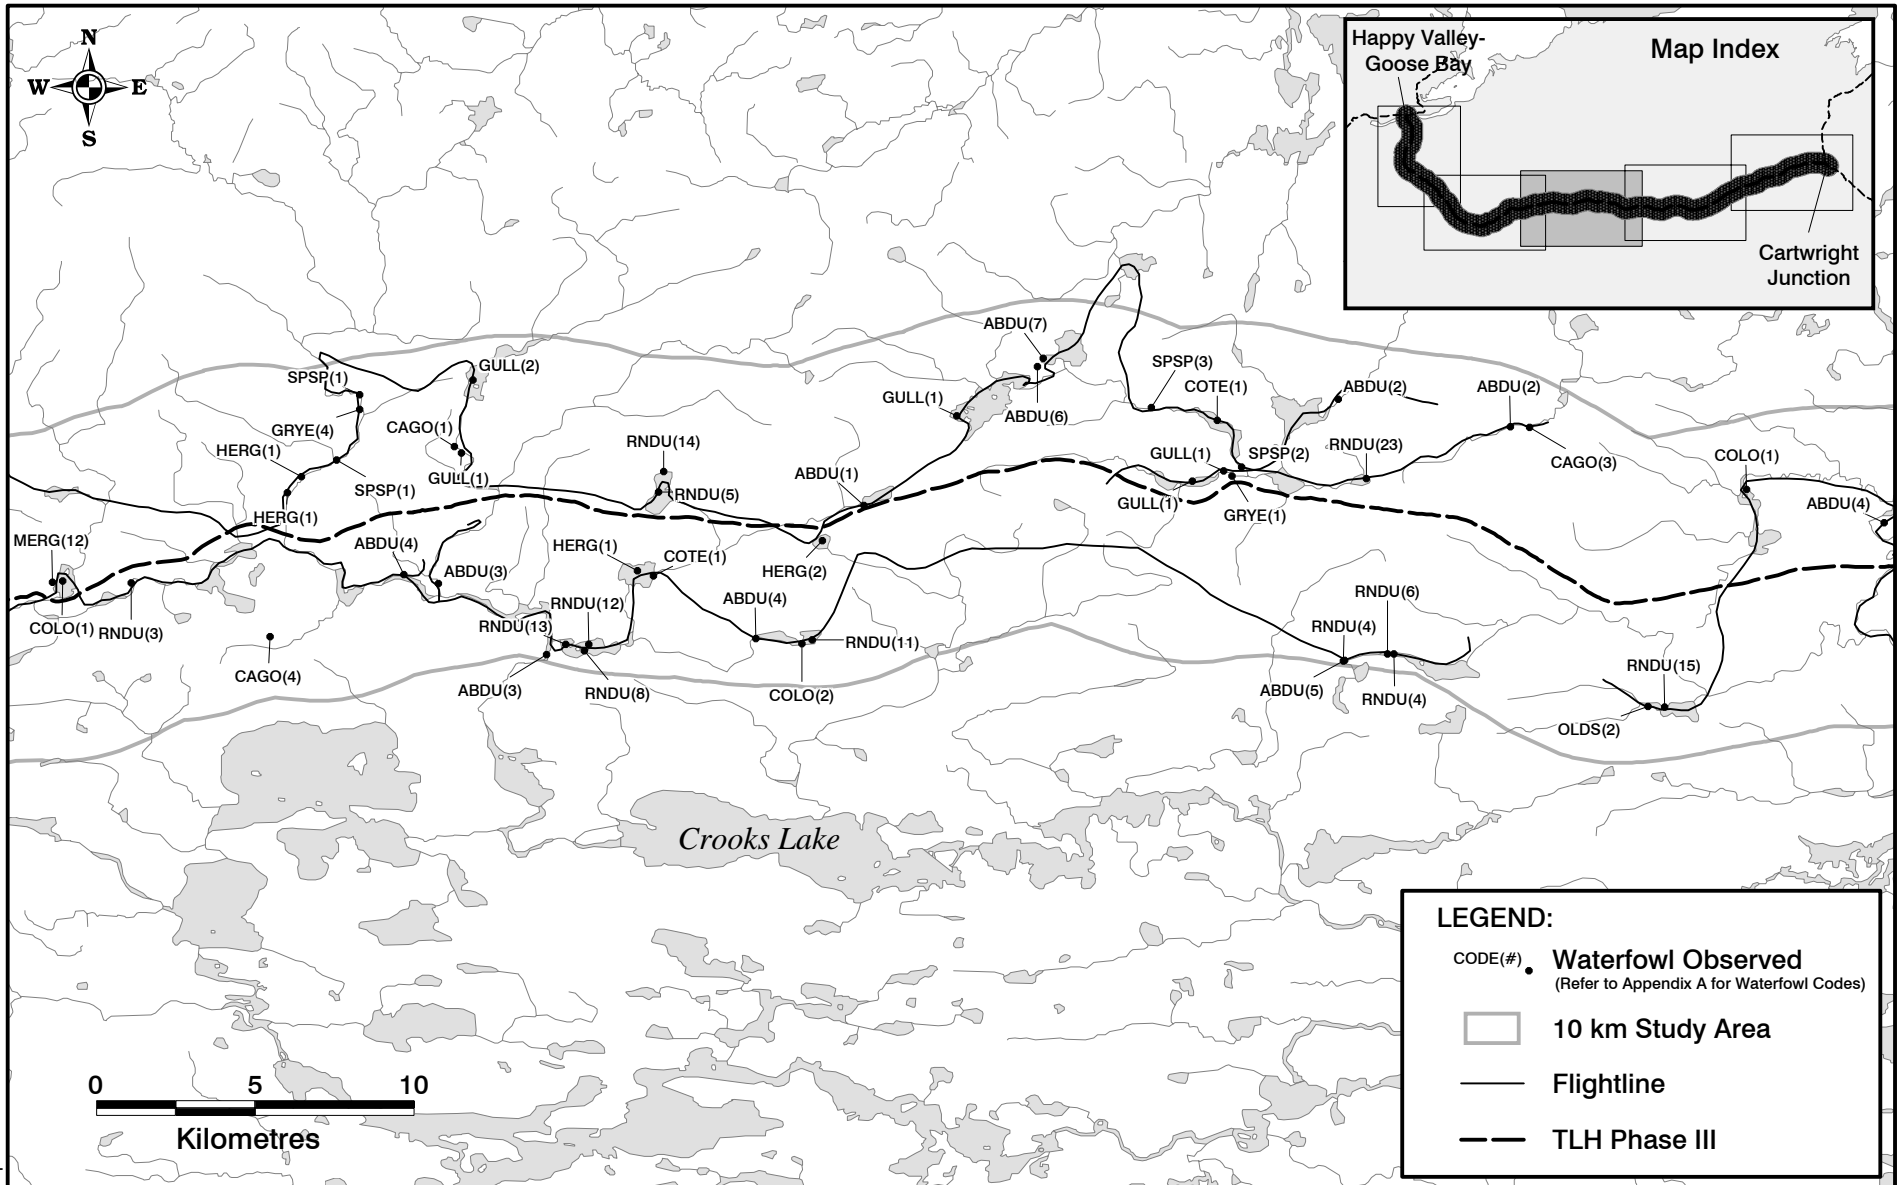 N
W E
S
Happy Valley-
Goose Bay
Map Index
Cartwright
Junction
ABDU(7)
SPSP(3)
GULL(2)
SPSP(1)
COTE(1)
ABDU(2)
ABDU(2)
GULL(1)
ABDU(6)
GRYE(4)
CAGO(1)
RNDU(14)
HERG(1)
RNDU(23)
GULL(1)
SPSP(2)
COLO(1)
CAGO(3)
ABDU(1)
GULL(1)
SPSP(1)
RNDU(5)
GULL(1)
ABDU(4)
HERG(1)
GRYE(1)
MERG(12)
ABDU(4)
HERG(1)
COTE(1)
HERG(2)
ABDU(3)
RNDU(6)
RNDU(12)
ABDU(4)
COLO(1)
RNDU(3)
RNDU(13)
RNDU(4)
RNDU(11)
RNDU(15)
CAGO(4)
ABDU(3)
RNDU(8)
COLO(2)
ABDU(5)
RNDU(4)
OLDS(2)
Crooks Lake
LEGEND:
CODE(#) Waterfowl Observed
(Refer to Appendix A for Waterfowl Codes)
10 km Study Area
Flightline
TLH Phase III
0 5 10
Kilometres